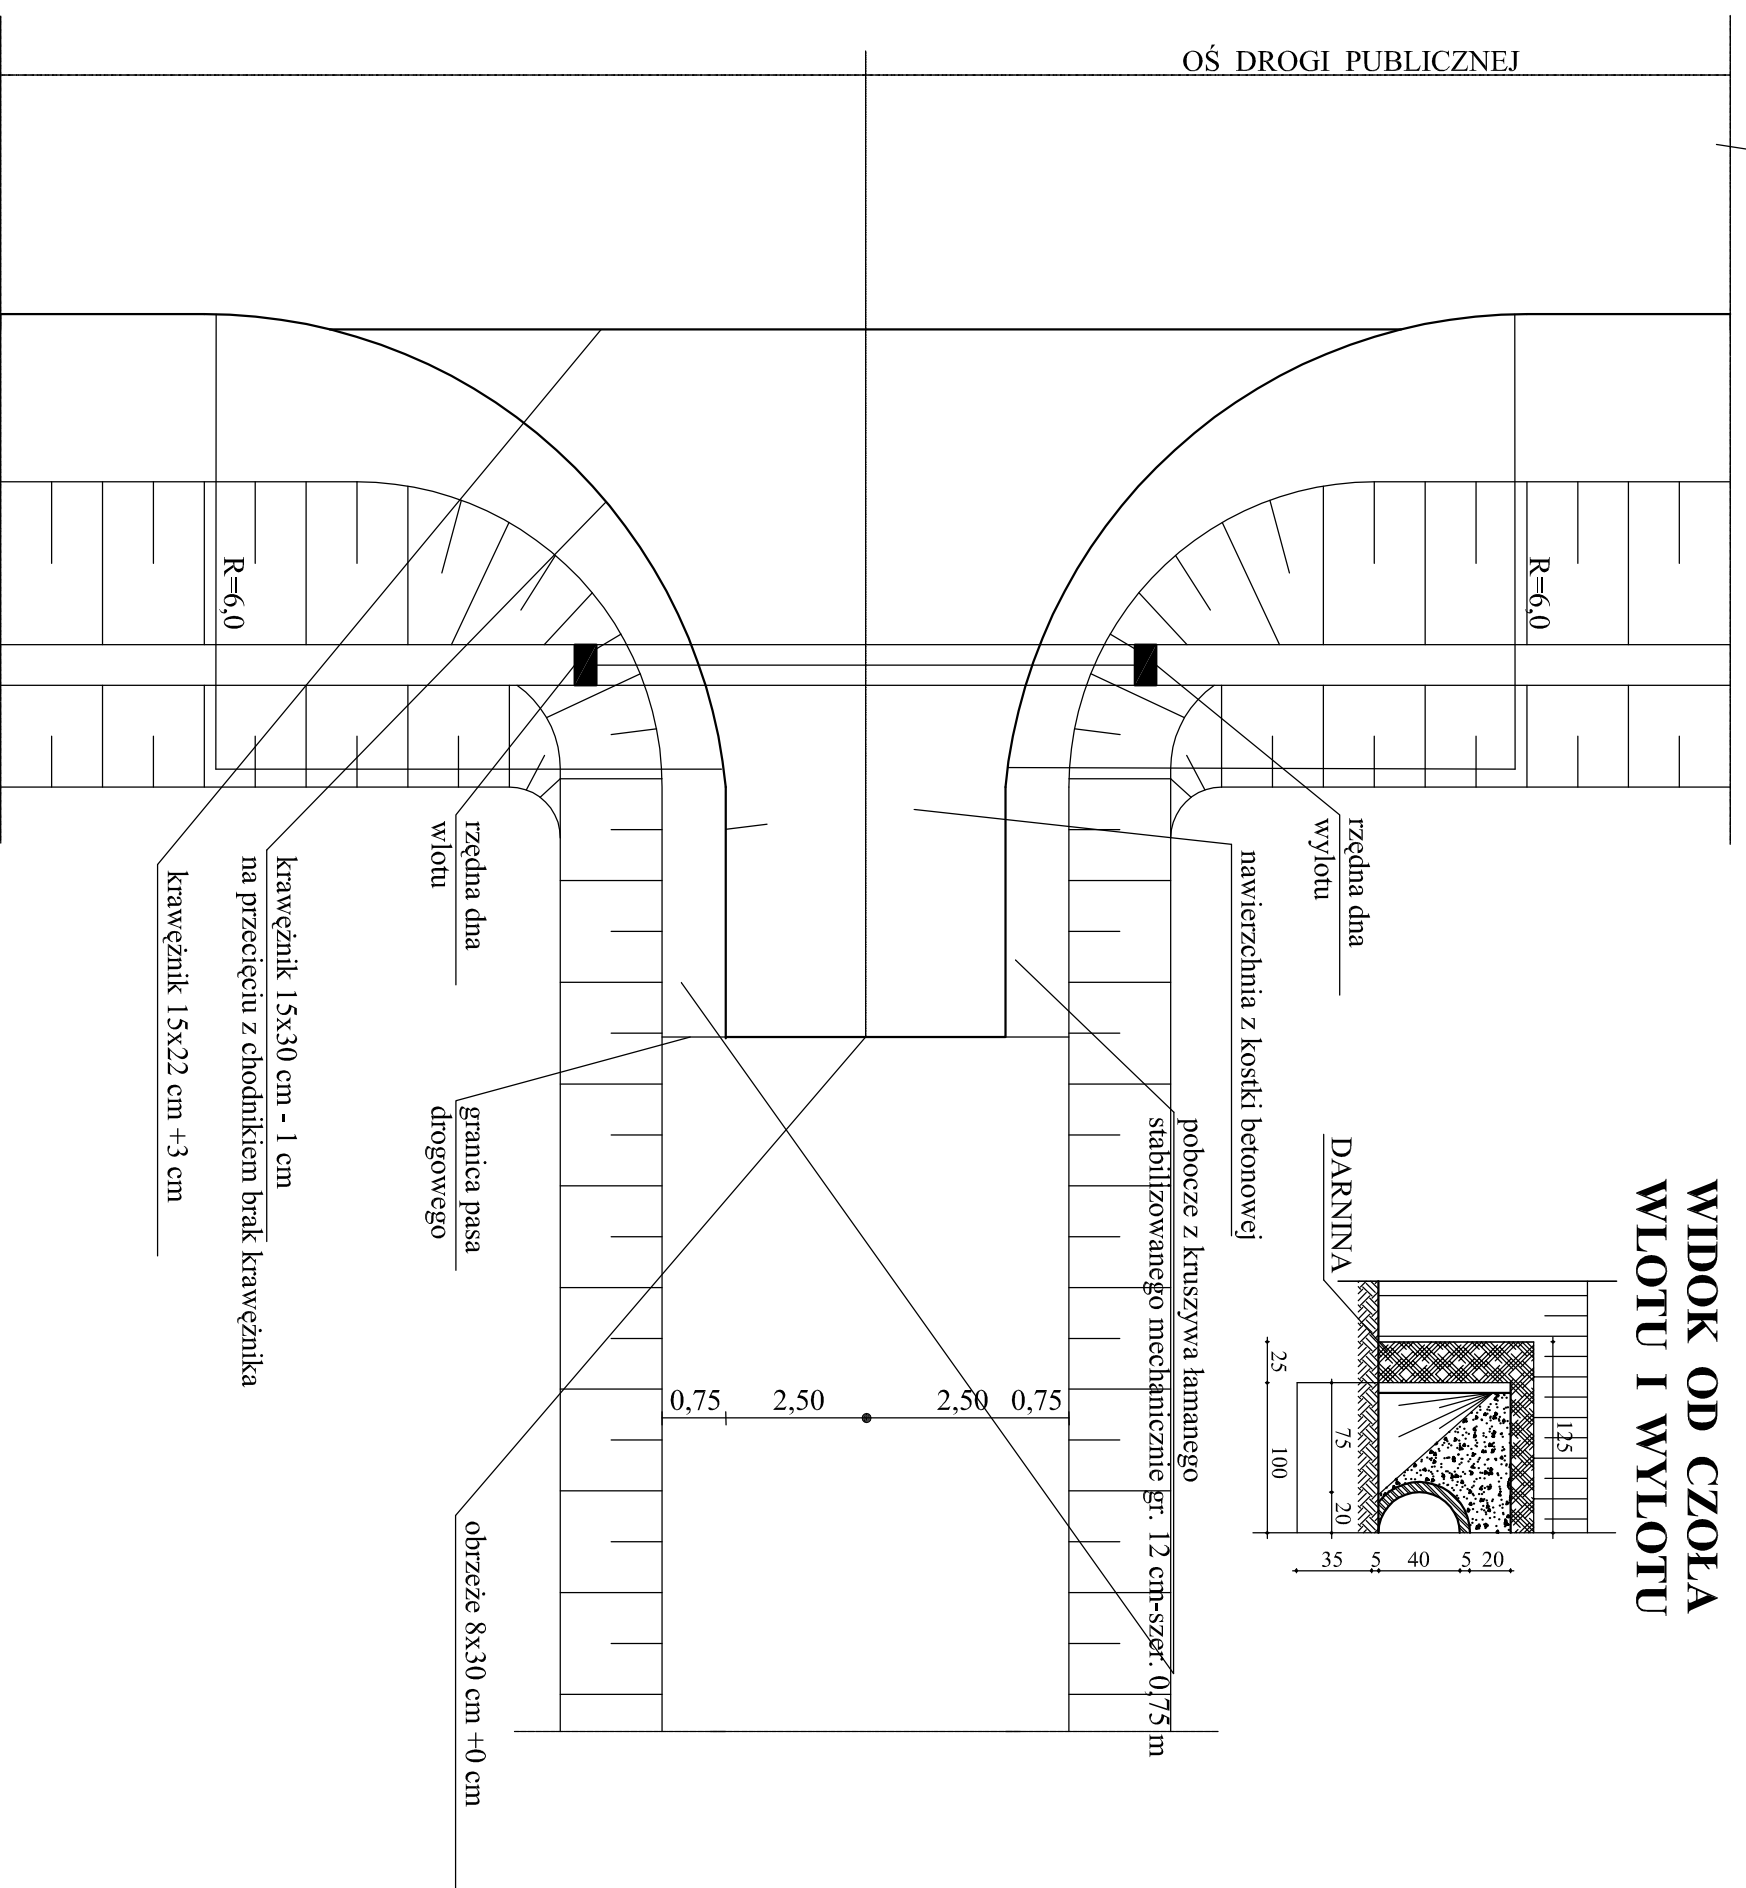 OŚ DROGI PUBLICZNEJ
R=6,0
R=6,0
rzędna dna
wlotu
rzędna dna
wylotu
krawężnik 15x22 cm +3 cm
krawężnik 15x30 cm - 1 cm
na przecięciu z chodnikiem brak krawężnika
granica pasa
drogowego
obrzeże 8x30 cm +0 cm
nawierzchnia z kostki betonowej
pobocze z kruszywa łamanego
stabilizowanego mechanicznie gr. 12 cm-szer. 0,75 m
0,75 2,50 2,50 0,75
WIDOK OD CZOŁA
WLOTU I WYLOTU
DARNINA
25
100
75
20
125
35 5 40 5 20